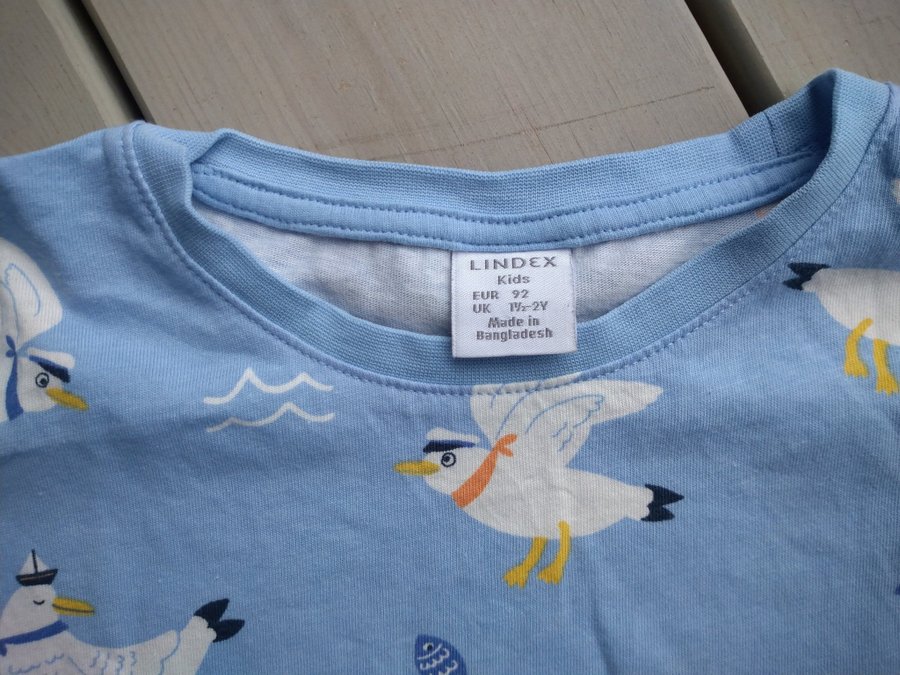 LINDEX
Kids
EUR 92
UK 1½-2Y
Made in
Bangladesh